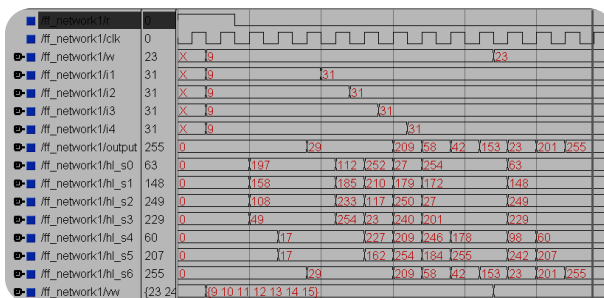 /ff_network1/r 0
/ff_network1/clk 0
/ff_network1/w 23 X 9 23
/ff_network1/i1 31 X 9 31
/ff_network1/i2 31 X 9 31
/ff_network1/i3 31 X 9 31
/ff_network1/i4 31 X 9 31
/ff_network1/output 255 0 29 209 58 42 153 23 201 255
/ff_network1/hl_s0 63 0 197 112 252 27 254 63
/ff_network1/hl_s1 148 0 158 185 210 179 172 148
/ff_network1/hl_s2 249 0 108 233 117 250 27 249
/ff_network1/hl_s3 229 0 49 254 23 240 201 229
/ff_network1/hl_s4 60 0 17 227 209 246 178 98 60
/ff_network1/hl_s5 207 0 17 162 254 184 255 242 207
/ff_network1/hl_s6 255 0 29 209 58 42 153 23 201 255
/ff_network1/vw {23 24 {9 10 11 12 13 14 15}